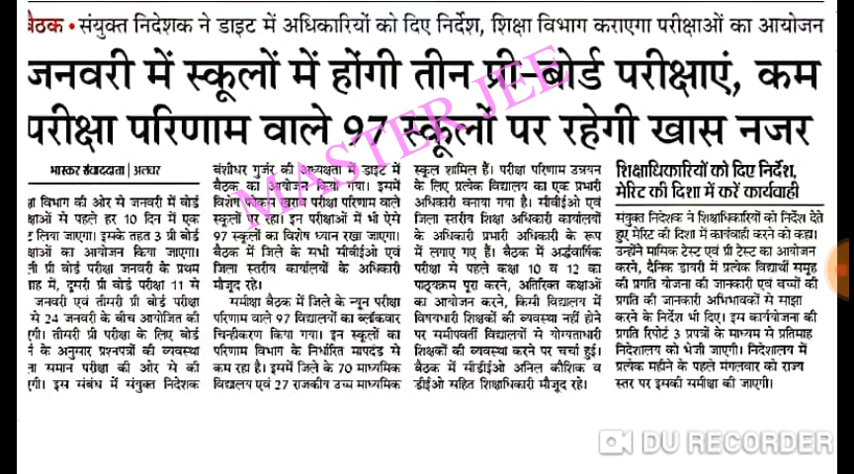 बैठक • संयुक्त निदेशक ने डाइट में अधिकारियों को दिए निर्देश, शिक्षा विभाग कराएगा परीक्षाओं का आयोजन
जनवरी में स्कूलों में होंगी तीन प्री-बोर्ड परीक्षाएं, कम
परीक्षा परिणाम वाले 97 स्कूलों पर रहेगी खास नजर
MASTER JEE
भास्कर संवाददाता | अलवर
विभाग की ओर से जनवरी में बोर्ड
से पहले हर 10 दिन में एक
लिया जाएगा। इसके तहत 3 प्री बोर्ड
का आयोजन किया जाएगा।
प्री बोर्ड परीक्षा जनवरी के प्रथम
में, दूसरी प्री बोर्ड परीक्षा 11 से
जनवरी एवं तीसरी प्री बोर्ड परीक्षा
से 24 जनवरी के बीच आयोजित की
तीसरी प्री परीक्षा के लिए बोर्ड
के अनुसार प्रश्नपत्रों की व्यवस्था
समान परीक्षा की ओर से की
इस संबंध में संयुक्त निदेशक
बंशीधर गुर्जर की अध्यक्षता में डाइट में
बैठक का आयोजन किया गया। इसमें
विशेष फोकस खराब परीक्षा परिणाम वाले
स्कूलों पर रहा। इन परीक्षाओं में भी ऐसे
97 स्कूलों का विशेष ध्यान रखा जाएगा।
बैठक में जिले के सभी सीबीईओ एवं
जिला स्तरीय कार्यालयों के अधिकारी
मौजूद रहे।
समीक्षा बैठक में जिले के न्यून परीक्षा
परिणाम वाले 97 विद्यालयों का ब्लॉकवार
चिन्हीकरण किया गया। इन स्कूलों का
परिणाम विभाग के निर्धारित मापदंड से
कम रहा है। इसमें जिले के 70 माध्यमिक
विद्यालय एवं 27 राजकीय उच्च माध्यमिक
स्कूल शामिल हैं। परीक्षा परिणाम उन्नयन
के लिए प्रत्येक विद्यालय का एक प्रभारी
अधिकारी बनाया गया है। सीबीईओ एवं
जिला स्तरीय शिक्षा अधिकारी कार्यालयों
के अधिकारी प्रभारी अधिकारी के रूप
में लगाए गए हैं। बैठक में अर्द्धवार्षिक
परीक्षा से पहले कक्षा 10 व 12 का
पाठ्यक्रम पूरा करने, अतिरिक्त कक्षाओं
का आयोजन करने, किसी विद्यालय में
विषयधारी शिक्षकों की व्यवस्था नहीं होने
पर समीपवर्ती विद्यालयों से योग्यताधारी
शिक्षकों की व्यवस्था करने पर चर्चा हुई।
बैठक में सीडीईओ अनिल कौशिक व
डीईओ सहित शिक्षाधिकारी मौजूद रहे।
शिक्षाधिकारियों को दिए निर्देश,
मेरिट की दिशा में करें कार्यवाही
संयुक्त निदेशक ने शिक्षाधिकारियों को निर्देश देते
हुए मेरिट की दिशा में कार्यवाही करने को कहा।
उन्होंने मासिक टेस्ट एवं प्री टेस्ट का आयोजन
करने, दैनिक डायरी में प्रत्येक विद्यार्थी समूह
की प्रगति योजना की जानकारी एवं बच्चों की
प्रगति की जानकारी अभिभावकों से साझा
करने के निर्देश भी दिए। इस कार्ययोजना की
प्रगति रिपोर्ट 3 प्रपत्रों के माध्यम से प्रतिमाह
निदेशालय को भेजी जाएगी। निदेशालय में
प्रत्येक महीने के पहले मंगलवार को राज्य
स्तर पर इसकी समीक्षा की जाएगी।
DU RECORDER